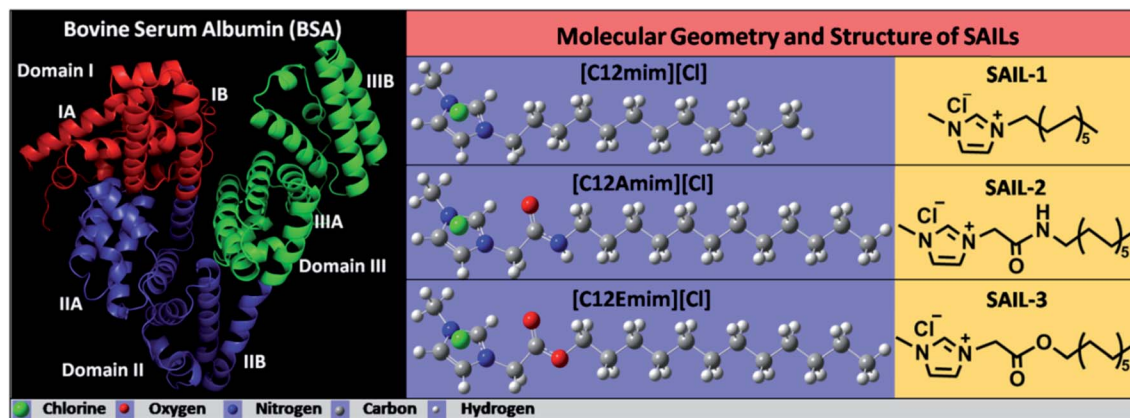 Bovine Serum Albumin (BSA)
Domain I
IA
IB
IIIB
IIIA
Domain III
IIA
IIB
Domain II
Molecular Geometry and Structure of SAILs
[C12mim][Cl]
SAIL-1
Cl⁻
N
N
+
5
[C12Amim][Cl]
SAIL-2
Cl⁻
H
N
N
N
+
O
5
[C12Emim][Cl]
SAIL-3
Cl⁻
O
N
N
+
O
5
Chlorine Oxygen Nitrogen Carbon Hydrogen